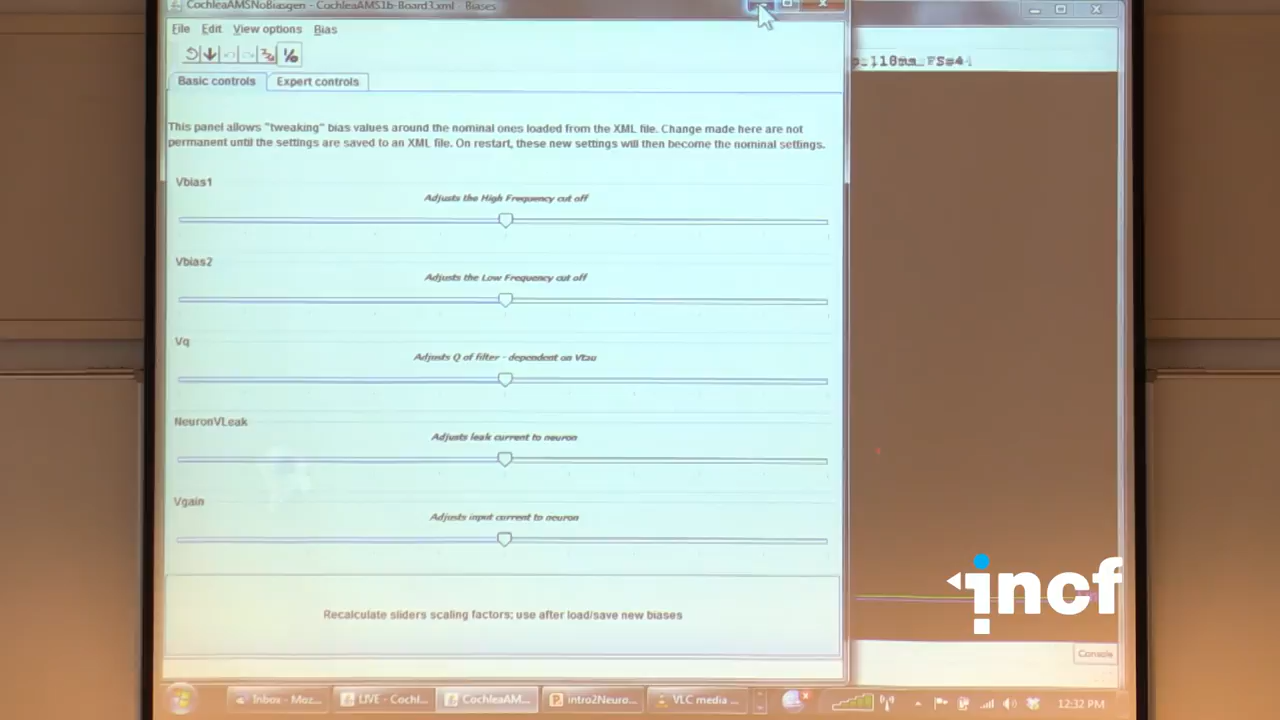 CochleaAMSNoBiasgen - CochleaAMS1b-Board3.xml - Biases
File Edit View options Bias
Basic controls Expert controls
This panel allows "tweaking" bias values around the nominal ones loaded from the XML file. Change made here are not
permanent until the settings are saved to an XML file. On restart, these new settings will then become the nominal settings.
Vbias1
Adjusts the High Frequency cut off
Vbias2
Adjusts the Low Frequency cut off
Vq
Adjusts Q of filter - dependent on Vtau
NeuronVLeak
Adjusts leak current to neuron
Vgain
Adjusts input current to neuron
Recalculate sliders scaling factors; use after load/save new biases
incf
Console
Inbox - Moz... LIVE - Cochl... CochleaAM... intro2Neuro... VLC media ... 12:32 PM